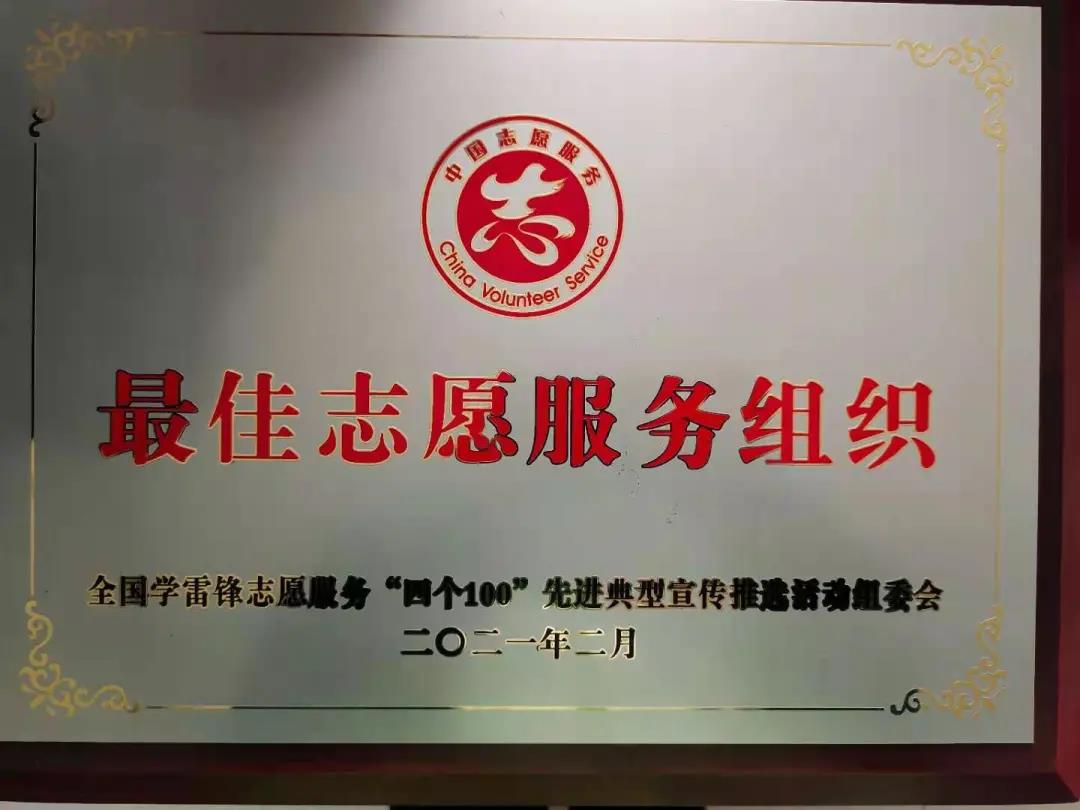 中国志愿服务
志
China Volunteer Service
最佳志愿服务组织
全国学雷锋志愿服务“四个100”先进典型宣传推选活动组委会
二〇二一年二月